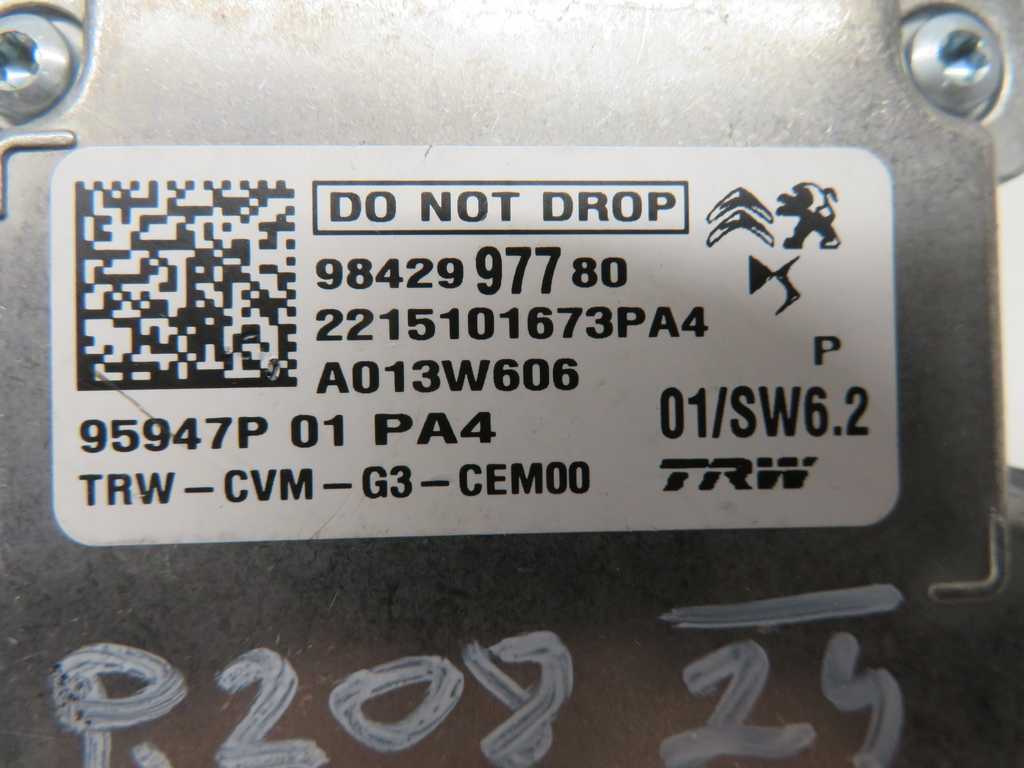 DO NOT DROP
98429 977 80
2215101673PA4
A013W606
P
95947P 01 PA4
01/SW6.2
TRW-CVM-G3-CEM00
TRW
P.208 25